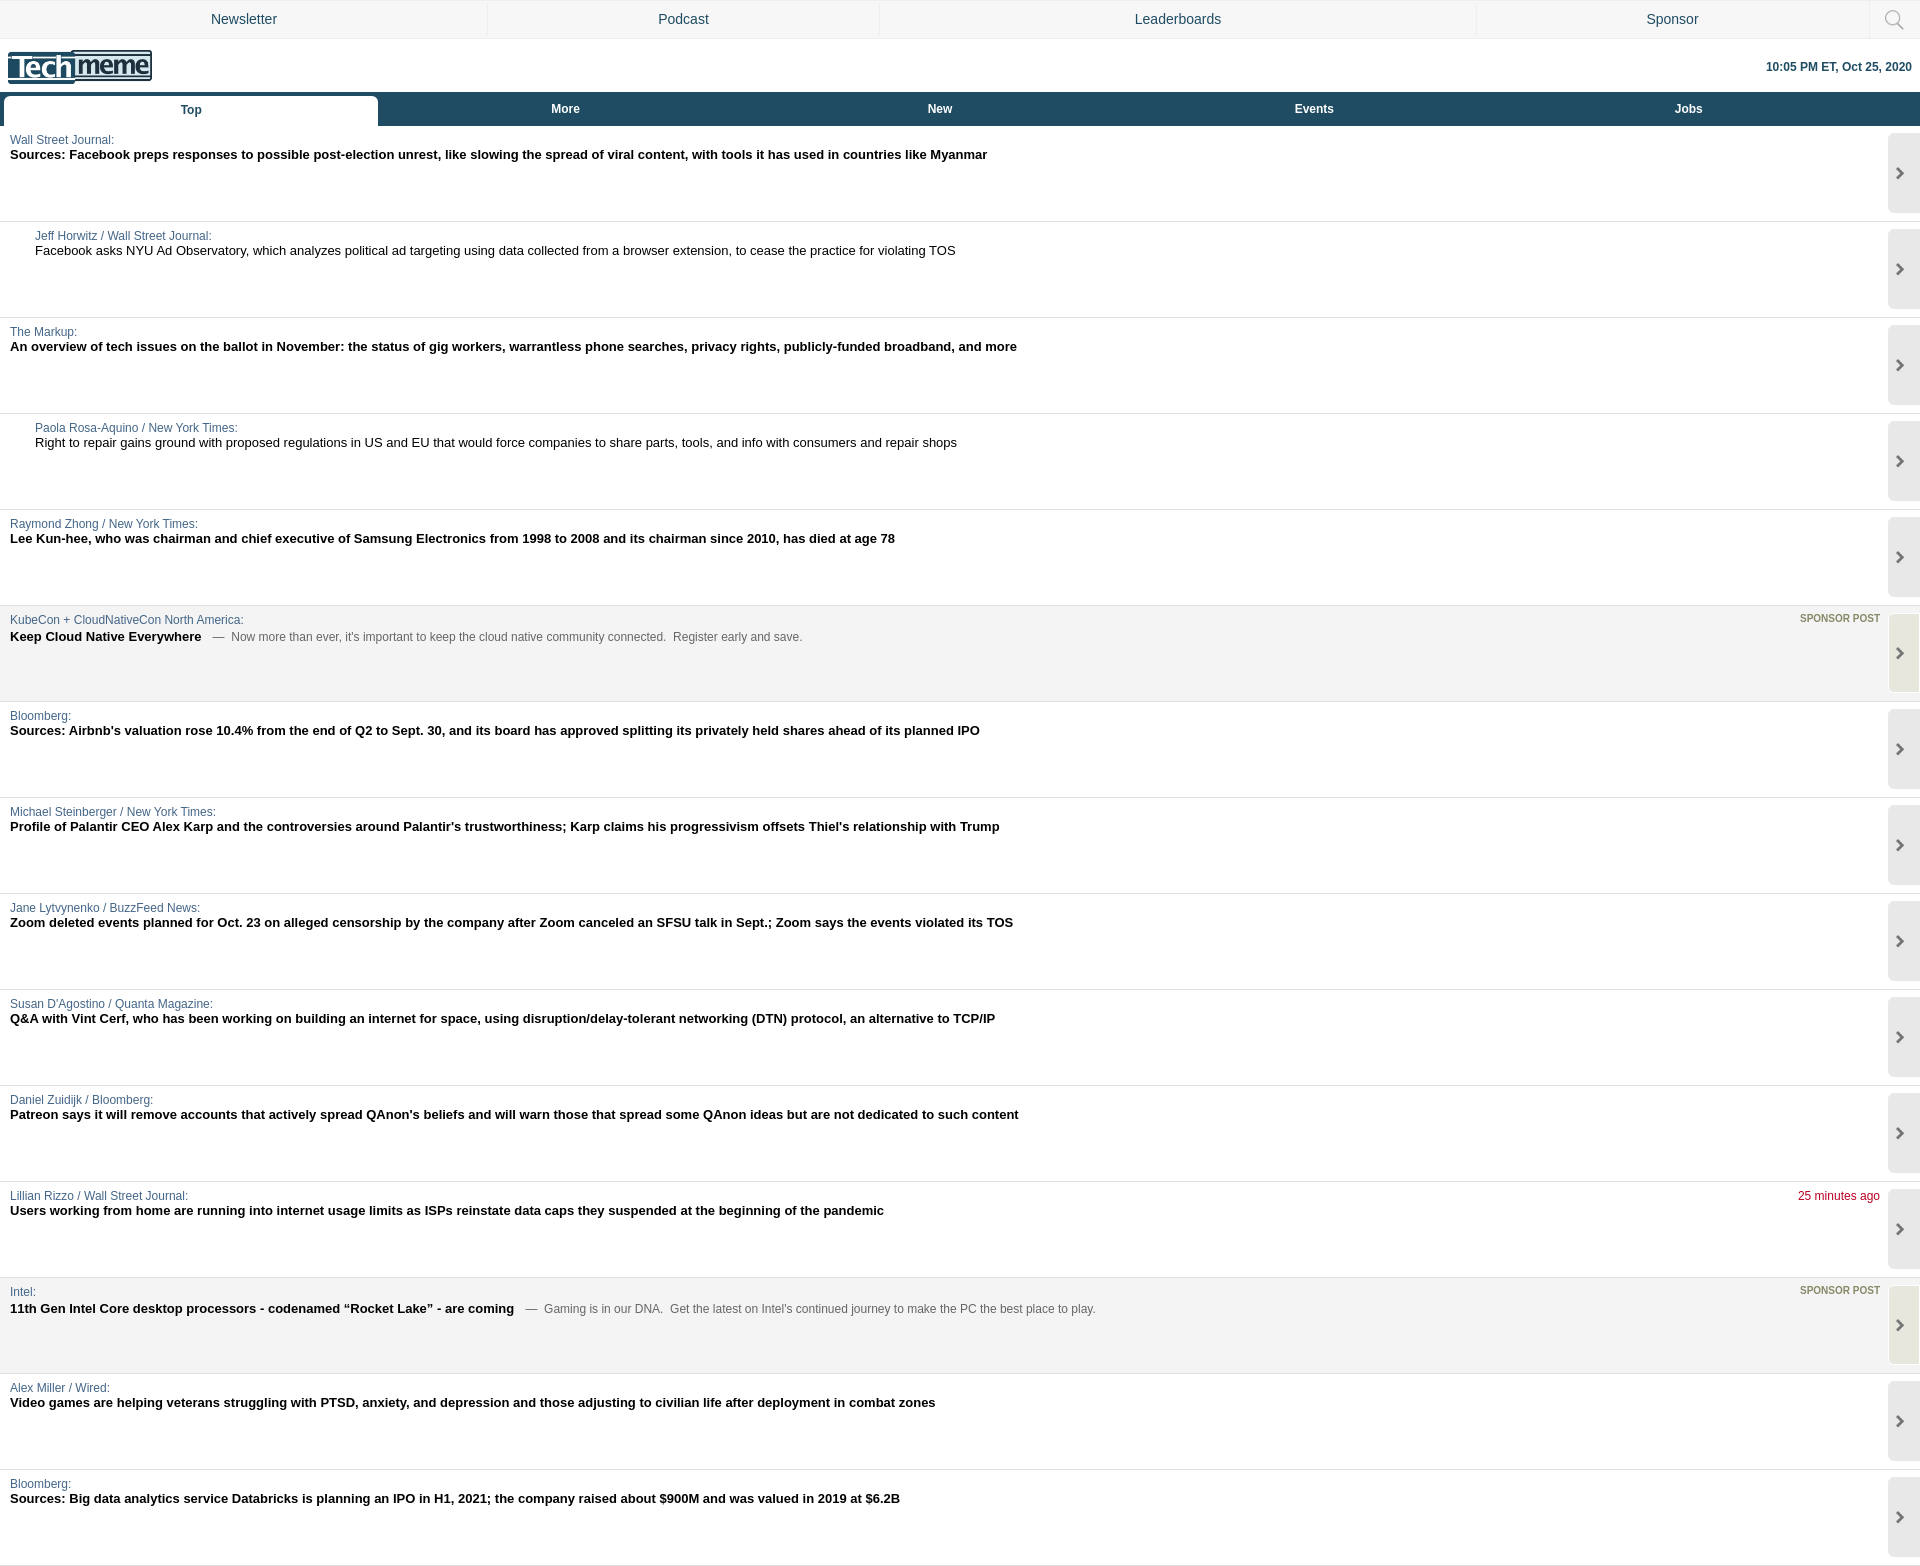 Newsletter
Podcast
Leaderboards
Sponsor
Techmeme
10:05 PM ET, Oct 25, 2020
Top
More
New
Events
Jobs
Wall Street Journal:
Sources: Facebook preps responses to possible post-election unrest, like slowing the spread of viral content, with tools it has used in countries like Myanmar
Jeff Horwitz / Wall Street Journal:
Facebook asks NYU Ad Observatory, which analyzes political ad targeting using data collected from a browser extension, to cease the practice for violating TOS
The Markup:
An overview of tech issues on the ballot in November: the status of gig workers, warrantless phone searches, privacy rights, publicly-funded broadband, and more
Paola Rosa-Aquino / New York Times:
Right to repair gains ground with proposed regulations in US and EU that would force companies to share parts, tools, and info with consumers and repair shops
Raymond Zhong / New York Times:
Lee Kun-hee, who was chairman and chief executive of Samsung Electronics from 1998 to 2008 and its chairman since 2010, has died at age 78
KubeCon + CloudNativeCon North America:
SPONSOR POST
Keep Cloud Native Everywhere — Now more than ever, it's important to keep the cloud native community connected. Register early and save.
Bloomberg:
Sources: Airbnb's valuation rose 10.4% from the end of Q2 to Sept. 30, and its board has approved splitting its privately held shares ahead of its planned IPO
Michael Steinberger / New York Times:
Profile of Palantir CEO Alex Karp and the controversies around Palantir's trustworthiness; Karp claims his progressivism offsets Thiel's relationship with Trump
Jane Lytvynenko / BuzzFeed News:
Zoom deleted events planned for Oct. 23 on alleged censorship by the company after Zoom canceled an SFSU talk in Sept.; Zoom says the events violated its TOS
Susan D'Agostino / Quanta Magazine:
Q&A with Vint Cerf, who has been working on building an internet for space, using disruption/delay-tolerant networking (DTN) protocol, an alternative to TCP/IP
Daniel Zuidijk / Bloomberg:
Patreon says it will remove accounts that actively spread QAnon's beliefs and will warn those that spread some QAnon ideas but are not dedicated to such content
Lillian Rizzo / Wall Street Journal:
25 minutes ago
Users working from home are running into internet usage limits as ISPs reinstate data caps they suspended at the beginning of the pandemic
Intel:
SPONSOR POST
11th Gen Intel Core desktop processors - codenamed “Rocket Lake” - are coming — Gaming is in our DNA. Get the latest on Intel's continued journey to make the PC the best place to play.
Alex Miller / Wired:
Video games are helping veterans struggling with PTSD, anxiety, and depression and those adjusting to civilian life after deployment in combat zones
Bloomberg:
Sources: Big data analytics service Databricks is planning an IPO in H1, 2021; the company raised about $900M and was valued in 2019 at $6.2B